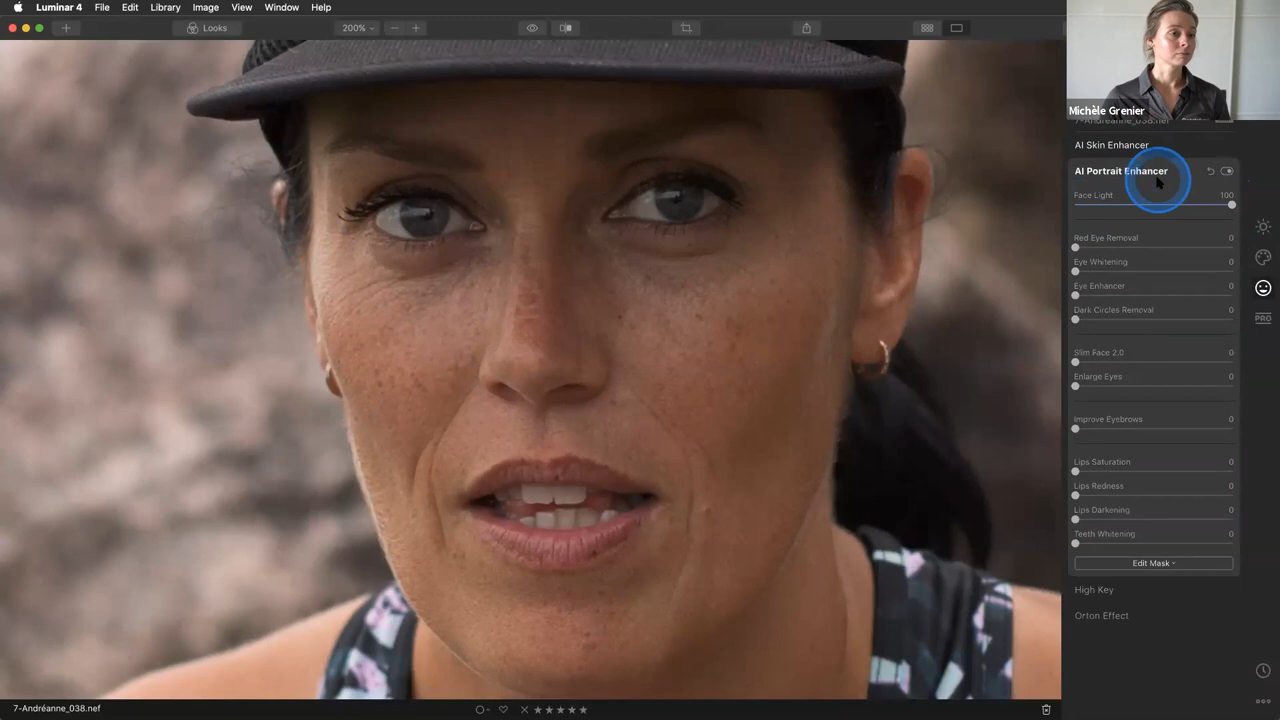 Luminar 4 File Edit Library Image View Window Help
Looks
200%
Michèle Grenier
7-Andréanne_038.nef
AI Skin Enhancer
AI Portrait Enhancer
Face Light 100
Red Eye Removal 0
Eye Whitening 0
Eye Enhancer 0
Dark Circles Removal 0
Slim Face 2.0 0
Enlarge Eyes 0
Improve Eyebrows 0
Lips Saturation 0
Lips Redness 0
Lips Darkening 0
Teeth Whitening 0
Edit Mask
High Key
Orton Effect
PRO
7-Andréanne_038.nef